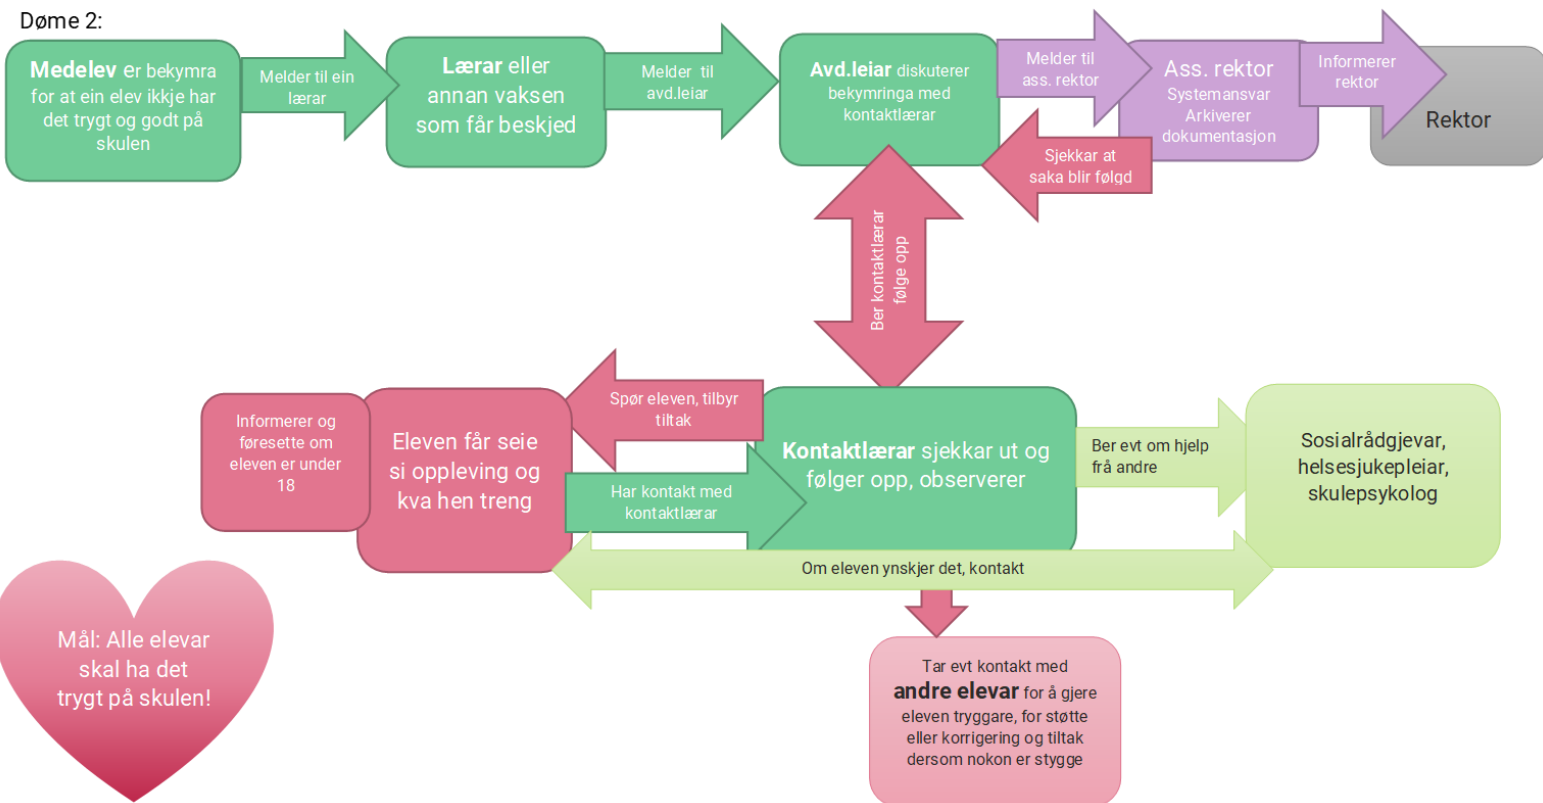 Døme 2:
Medelev er bekymra
for at ein elev ikkje har
det trygt og godt på
skulen
Melder til ein
lærar
Lærar eller
annan vaksen
som får beskjed
Melder til
avd.leiar
Avd.leiar diskuterer
bekymringa med
kontaktlærar
Melder til
ass. rektor
Ass. rektor
Systemansvar
Arkiverer
dokumentasjon
Informerer
rektor
Rektor
Sjekkar at
saka blir følgd
Ber kontaktlærar
følge opp
Informerer og
føresette om
eleven er under
18
Eleven får seie
si oppleving og
kva hen treng
Spør eleven, tilbyr
tiltak
Har kontakt med
kontaktlærar
Kontaktlærar sjekkar ut og
følger opp, observerer
Ber evt om hjelp
frå andre
Sosialrådgjevar,
helsesjukepleiar,
skulepsykolog
Om eleven ynskjer det, kontakt
Mål: Alle elevar
skal ha det
trygt på skulen!
Tar evt kontakt med
andre elevar for å gjere
eleven tryggare, for støtte
eller korrigering og tiltak
dersom nokon er stygge